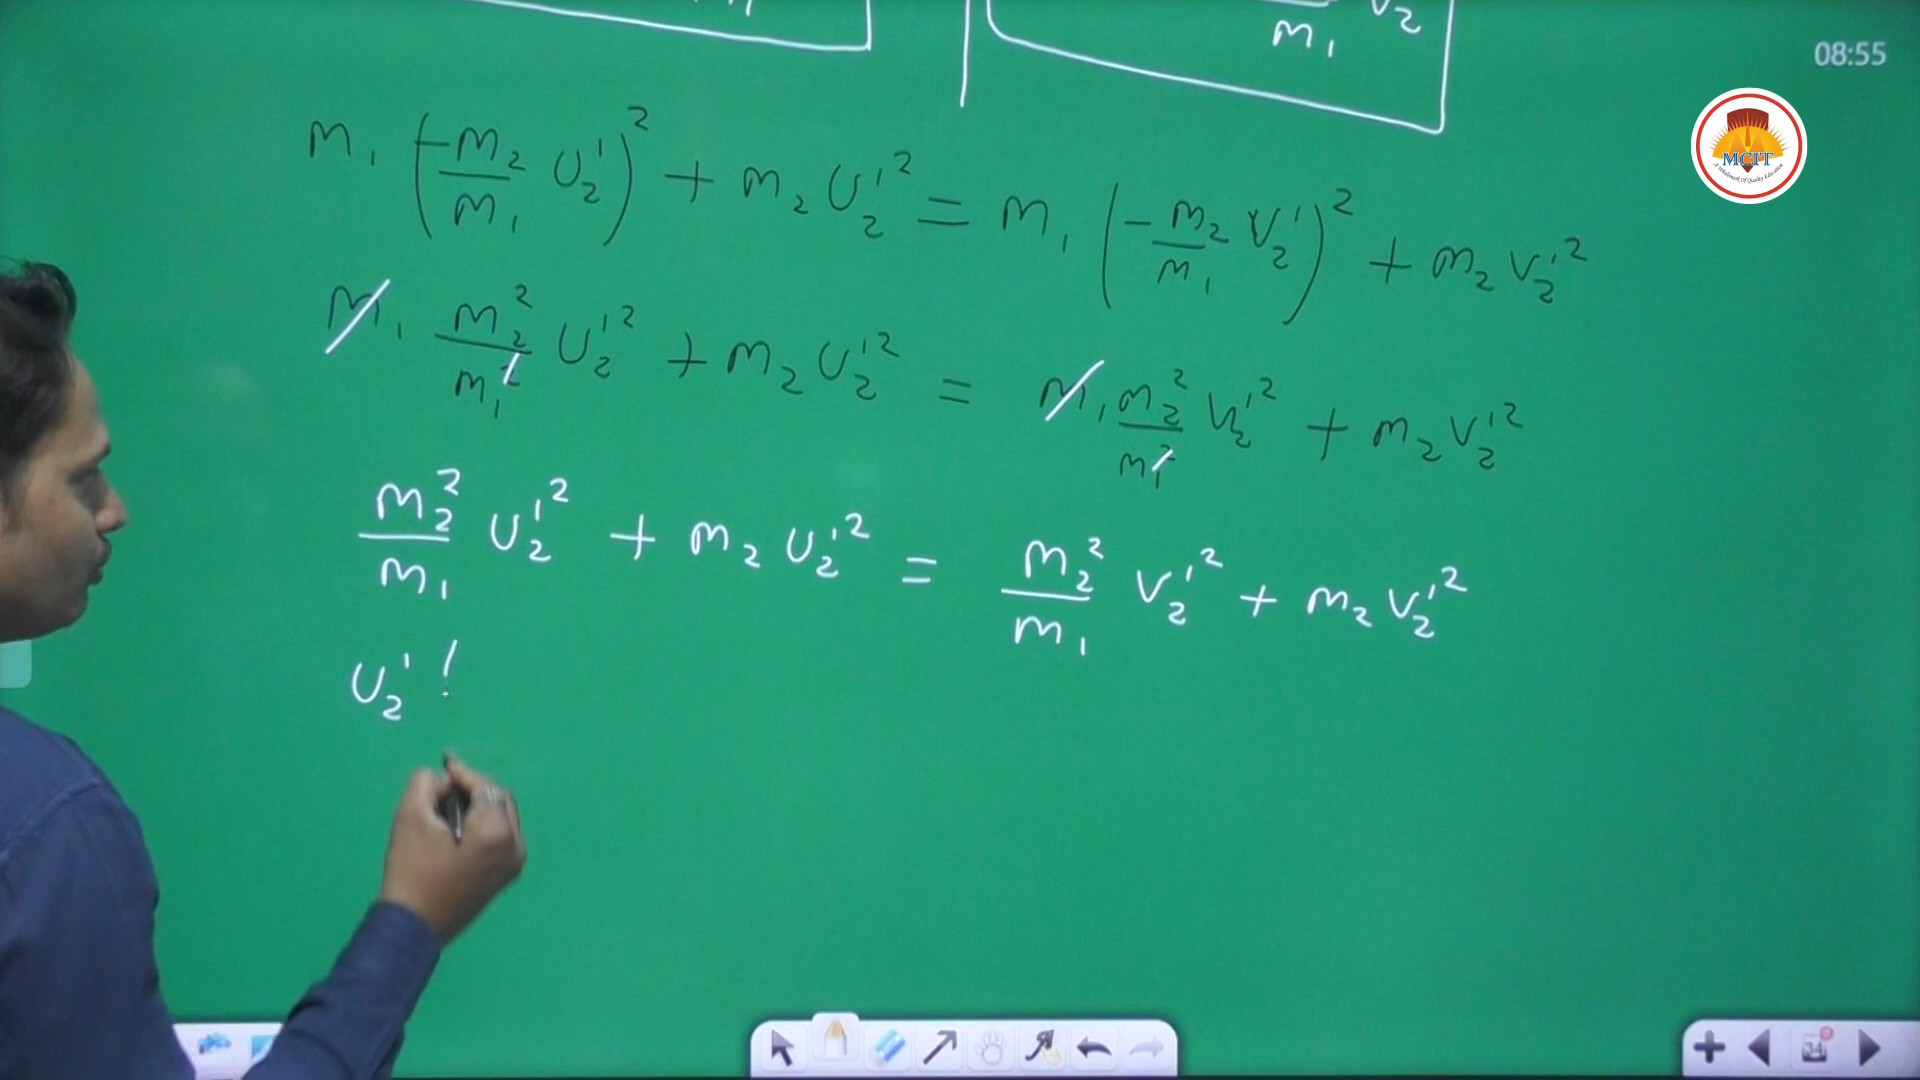 m₁ v₂
08:55
m₁ (-m₂/m₁ U₂')² + m₂ U₂'² = m₁ (-m₂/m₁ V₂')² + m₂ V₂'²
MCIT
m₁ m₂²/m₁² U₂'² + m₂ U₂'² = m₁ m₂²/m₁² V₂'² + m₂ V₂'²
m₂²/m₁ U₂'² + m₂ U₂'² = m₂²/m₁ V₂'² + m₂ V₂'²
U₂'
34